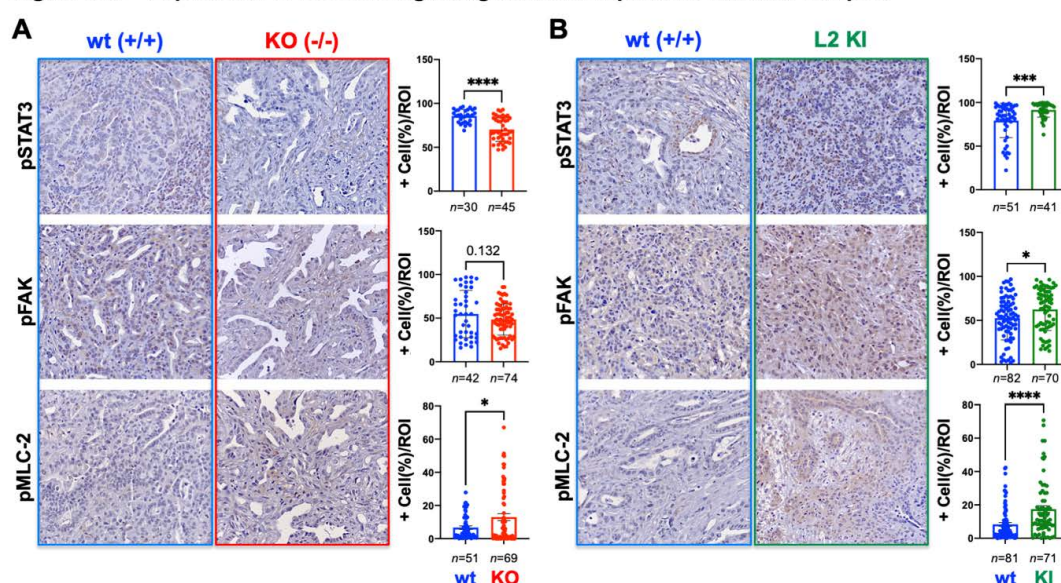 A
wt (+/+)
KO (-/-)
pSTAT3
+ Cell(%)/ROI
150
100
50
0
****
n=30
n=45
pFAK
+ Cell(%)/ROI
150
100
50
0
0.132
n=42
n=74
pMLC-2
+ Cell(%)/ROI
80
60
40
20
0
*
n=51
n=69
wt
KO
B
wt (+/+)
L2 KI
pSTAT3
+ Cell(%)/ROI
150
100
50
0
***
n=51
n=41
pFAK
+ Cell(%)/ROI
150
100
50
0
*
n=82
n=70
pMLC-2
+ Cell(%)/ROI
80
60
40
20
0
****
n=81
n=71
wt
KI